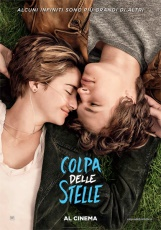 ALCUNI INFINITI SONO PIÙ GRANDI DI ALTRI
COLPA
DELLE
STELLE
AL CINEMA